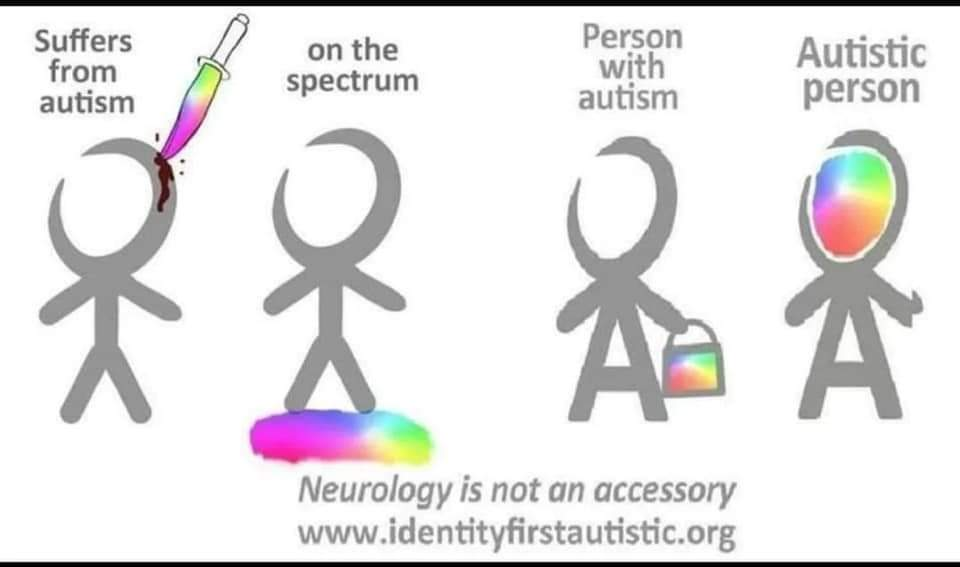 Suffers
from
autism
on the
spectrum
Person
with
autism
Autistic
person
Neurology is not an accessory
www.identityfirstautistic.org